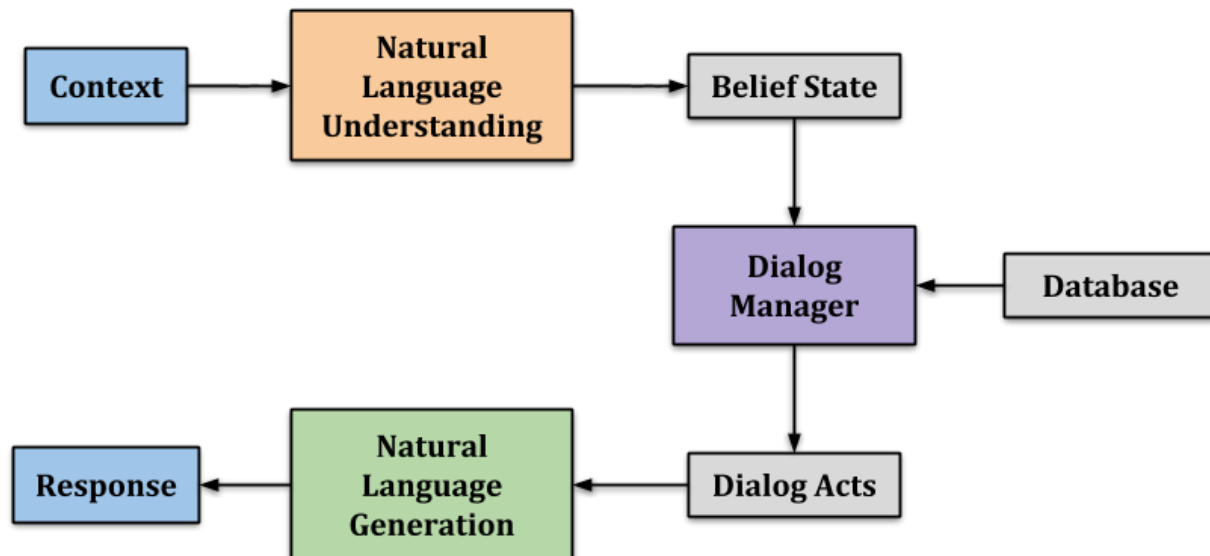 Context
Natural
Language
Understanding
Belief State
Dialog
Manager
Database
Dialog Acts
Natural
Language
Generation
Response